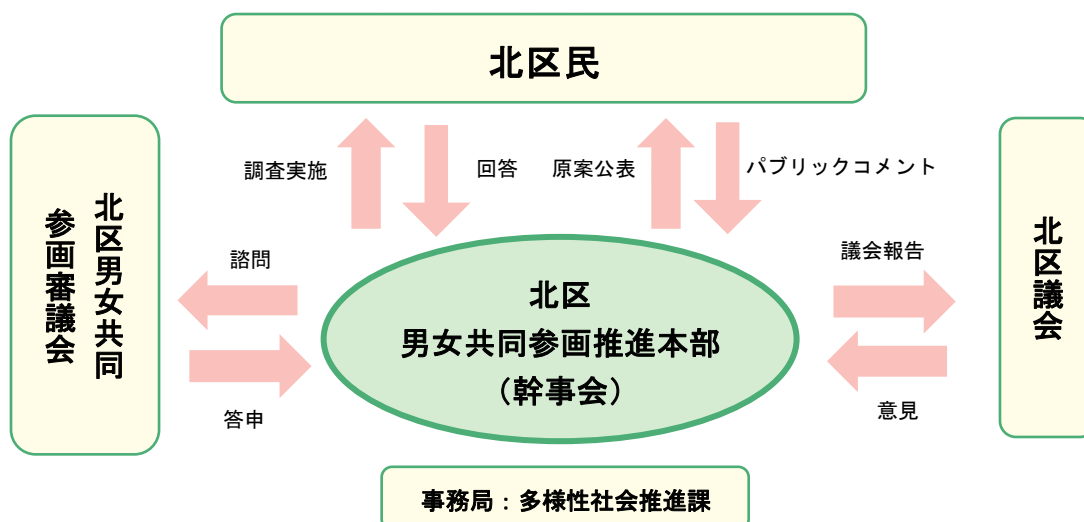 北区民
調査実施
回答
原案公表
パブリックコメント
北区男女共同
参画審議会
諮問
答申
北区
男女共同参画推進本部
（幹事会）
議会報告
意見
北区議会
事務局：多様性社会推進課